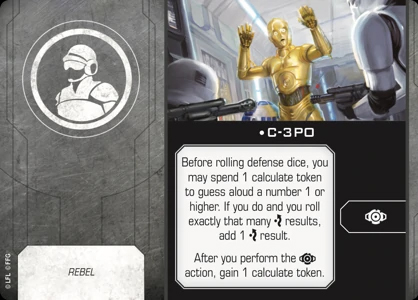 • C-3PO
Before rolling defense dice, you
may spend 1 calculate token
to guess aloud a number 1 or
higher. If you do and you roll
exactly that many results,
add 1 result.
After you perform the
action, gain 1 calculate token.
REBEL
© LFL © FFG